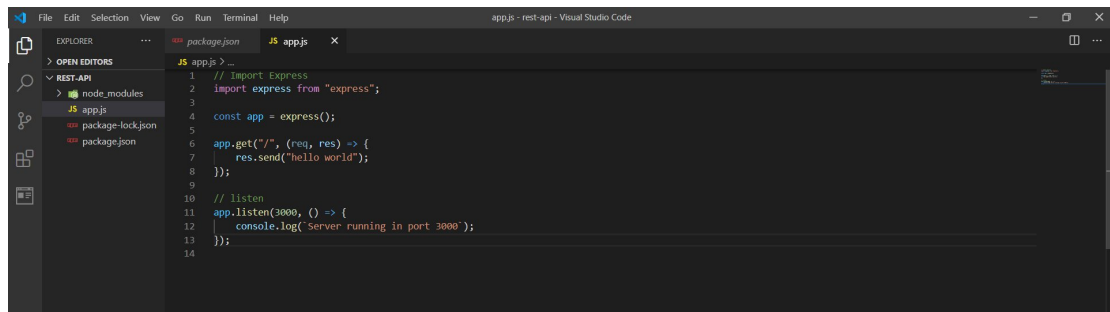 File Edit Selection View Go Run Terminal Help
app.js - rest-api - Visual Studio Code
EXPLORER ...
package.json
JS app.js
OPEN EDITORS
JS app.js > ...
REST-API
node_modules
JS app.js
package-lock.json
package.json
1 // Import Express
2 import express from "express";
3
4 const app = express();
5
6 app.get("/", (req, res) => {
7 res.send("hello world");
8 });
9
10 // listen
11 app.listen(3000, () => {
12 console.log(`Server running in port 3000`);
13 });
14